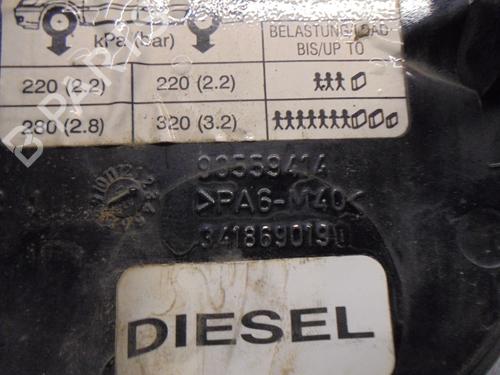 kPa (bar)
BELASTUNG/LOAD
BIS/UP TO
220 (2.2)
220 (2.2)
280 (2.8)
320 (3.2)
90559414
>PA6-M40<
341869019
DIESEL